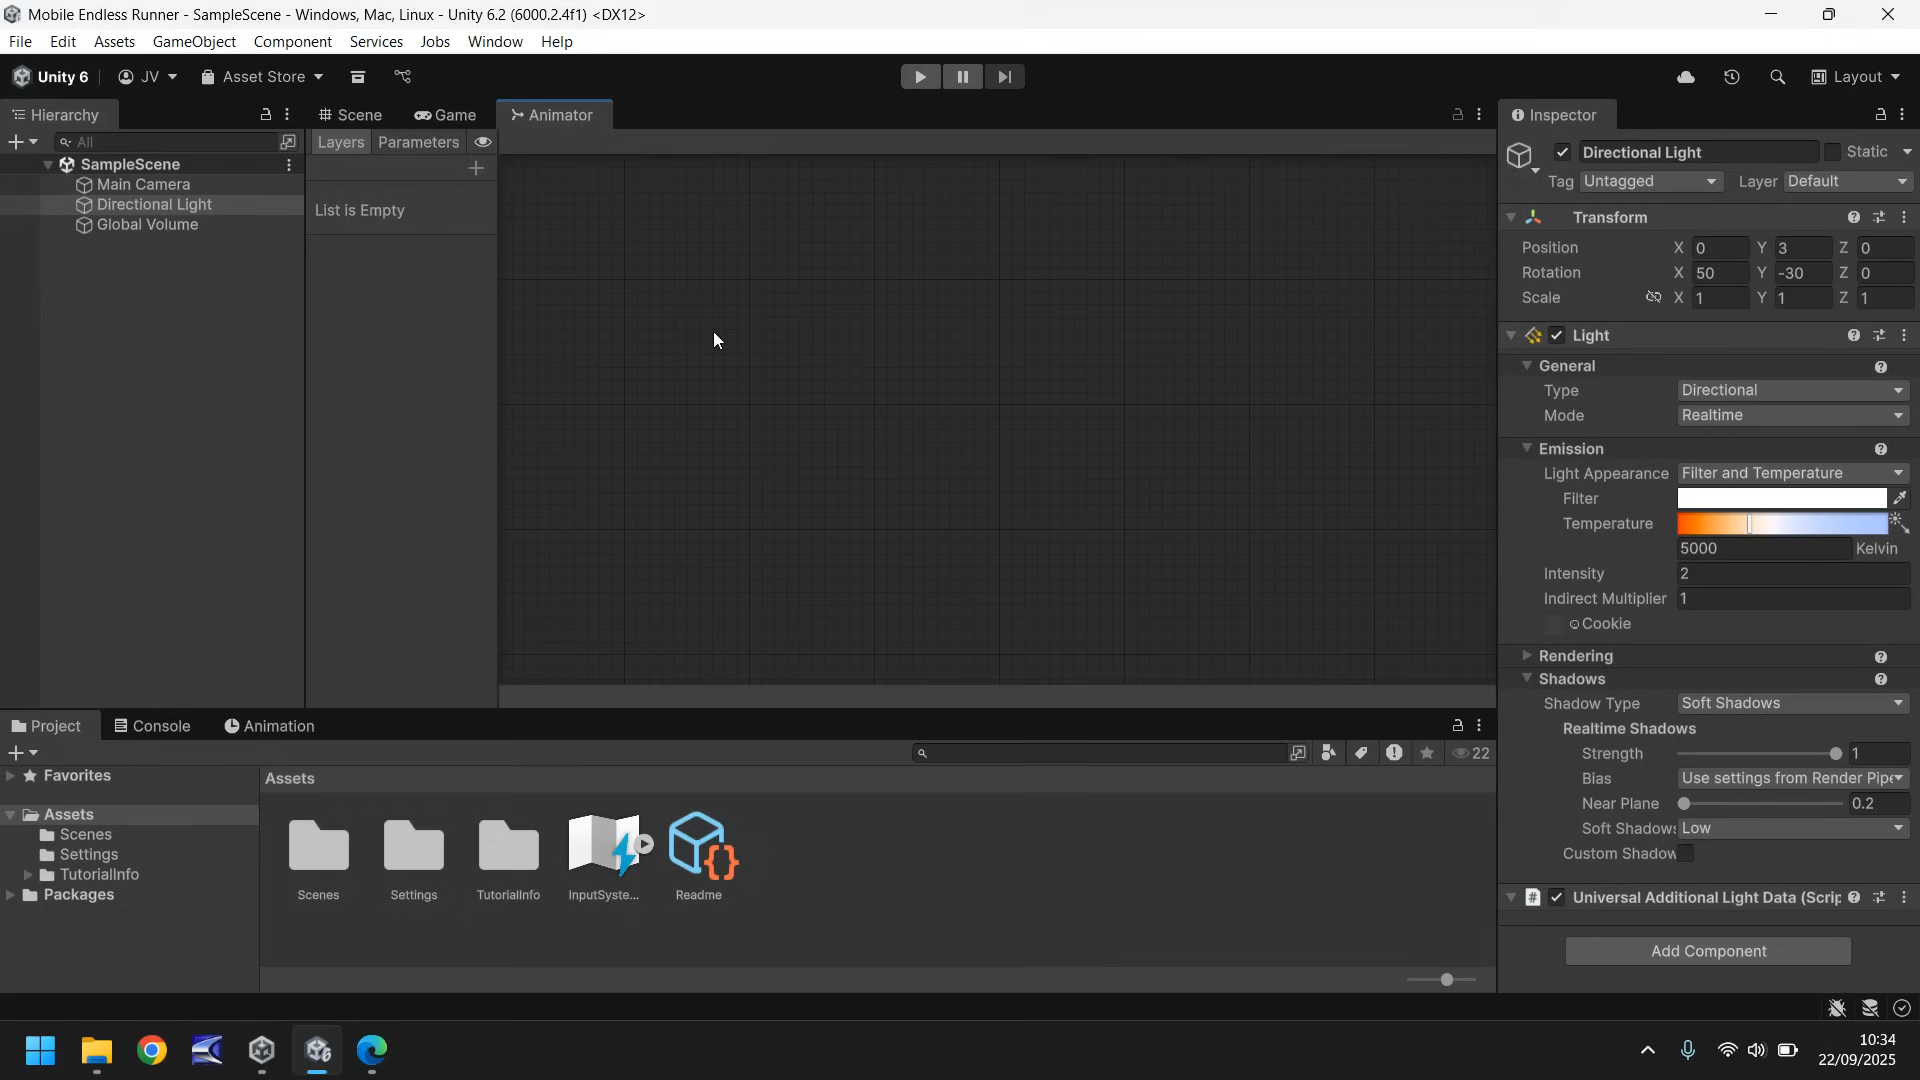 Mobile Endless Runner - SampleScene - Windows, Mac, Linux - Unity 6.2 (6000.2.4f1) <DX12>
File Edit Assets GameObject Component Services Jobs Window Help
Unity 6 JV Asset Store Layout
Hierarchy Scene Game Animator Inspector
All Layers Parameters
SampleScene
Main Camera
Directional Light
Global Volume
List is Empty
Directional Light Static
Tag Untagged Layer Default
Transform
Position X 0 Y 3 Z 0
Rotation X 50 Y -30 Z 0
Scale X 1 Y 1 Z 1
Light
General
Type Directional
Mode Realtime
Emission
Light Appearance Filter and Temperature
Filter
Temperature
5000 Kelvin
Intensity 2
Indirect Multiplier 1
Cookie
Rendering
Shadows
Shadow Type Soft Shadows
Realtime Shadows
Strength 1
Bias Use settings from Render Pipe
Near Plane 0.2
Soft Shadows Low
Custom Shadow
Universal Additional Light Data (Scrip
Add Component
Project Console Animation
22
Favorites
Assets
Scenes
Settings
TutorialInfo
Packages
Assets
Scenes Settings TutorialInfo InputSyste... Readme
10:34
22/09/2025